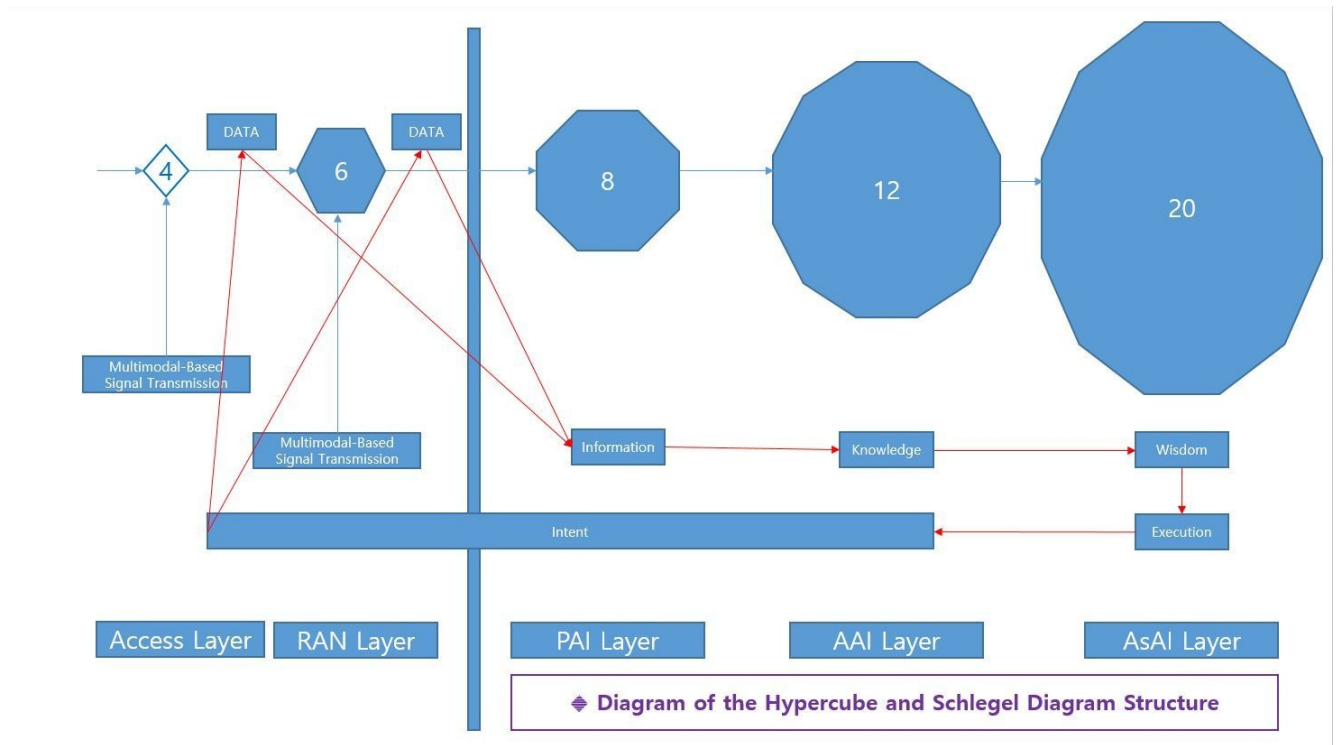 DATA
DATA
4
6
8
12
20
Multimodal-Based
Signal Transmission
Multimodal-Based
Signal Transmission
Information
Knowledge
Wisdom
Intent
Execution
Access Layer
RAN Layer
PAI Layer
AAI Layer
AsAI Layer
Diagram of the Hypercube and Schlegel Diagram Structure